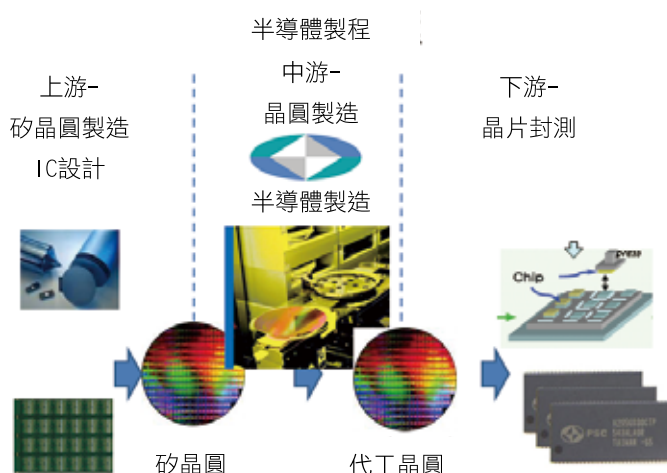 半導體製程
上游-
矽晶圓製造
IC設計
中游-
晶圓製造
半導體製造
下游-
晶片封測
press
Chip
PSC
矽晶圓
代工晶圓